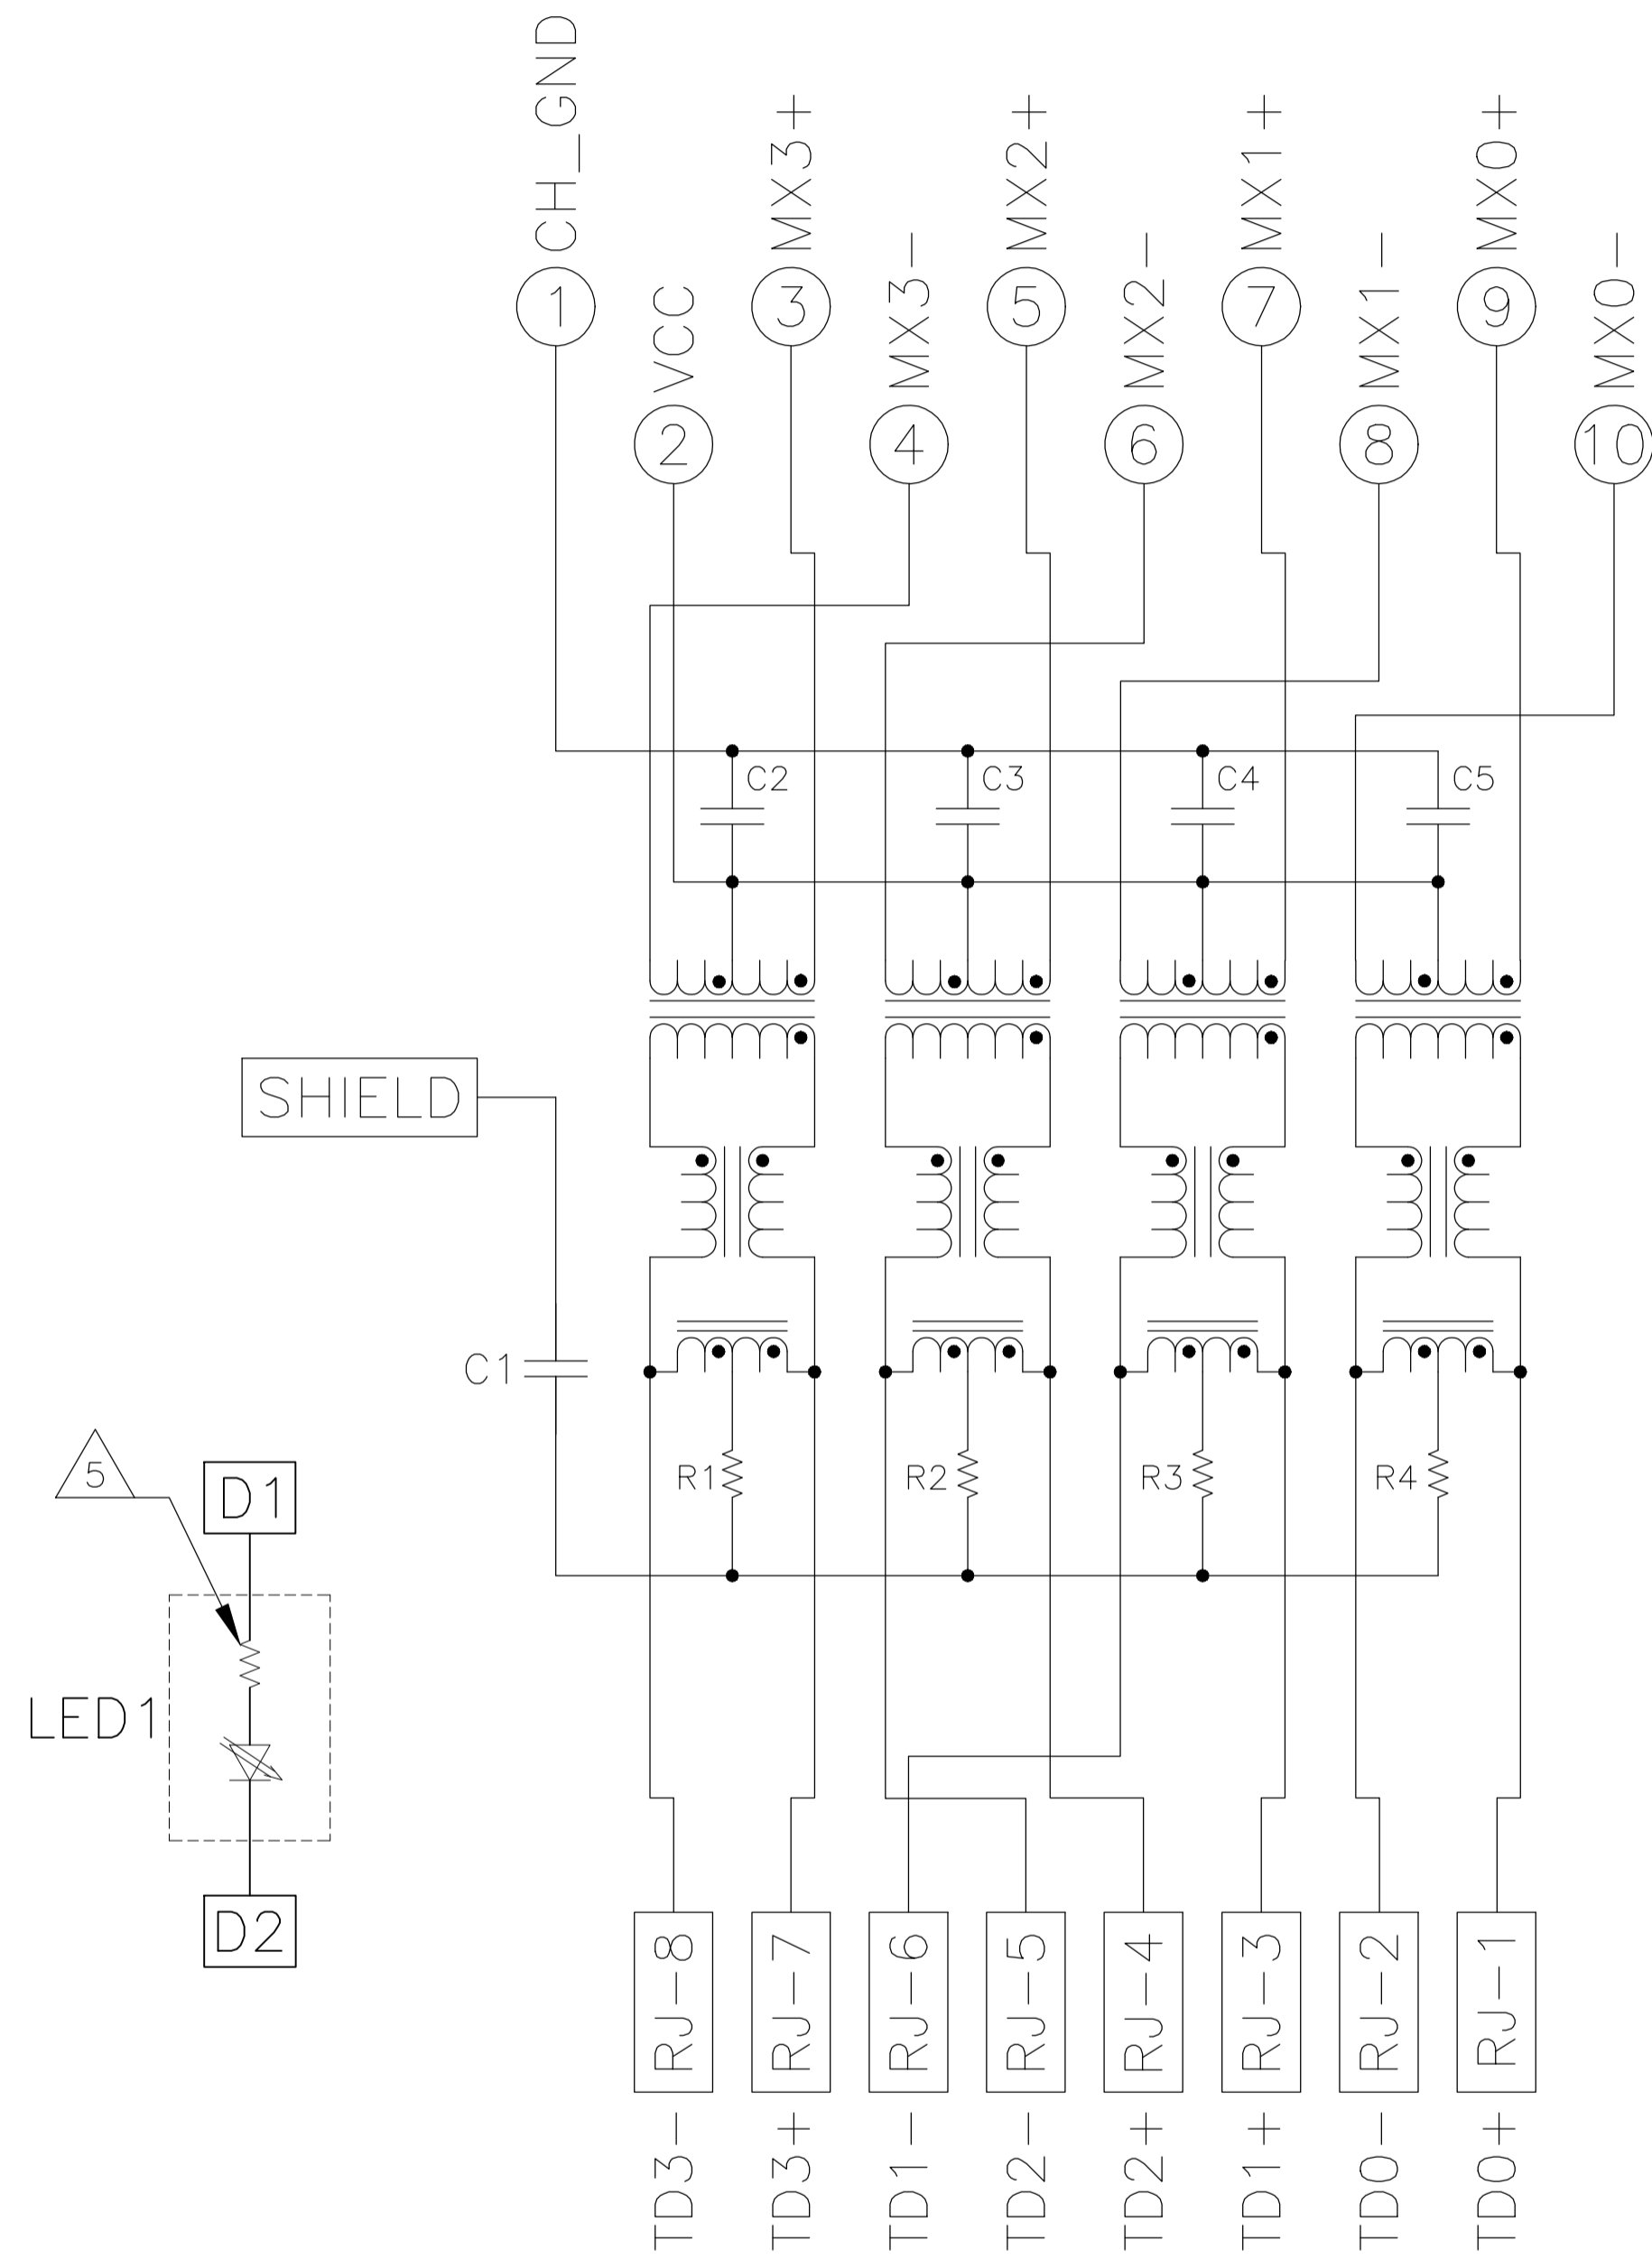 CH_GND
MX3+
MX2+
MX1+
MX0+
1
3
5
7
9
VCC
MX3-
MX2-
MX1-
MX0-
2
4
6
8
10
C2
C3
C4
C5
SHIELD
C1
5
D1
R1
R2
R3
R4
LED1
D2
RJ-8
RJ-7
RJ-6
RJ-5
RJ-4
RJ-3
RJ-2
RJ-1
TD3-
TD3+
TD1-
TD2-
TD2+
TD1+
TD0-
TD0+